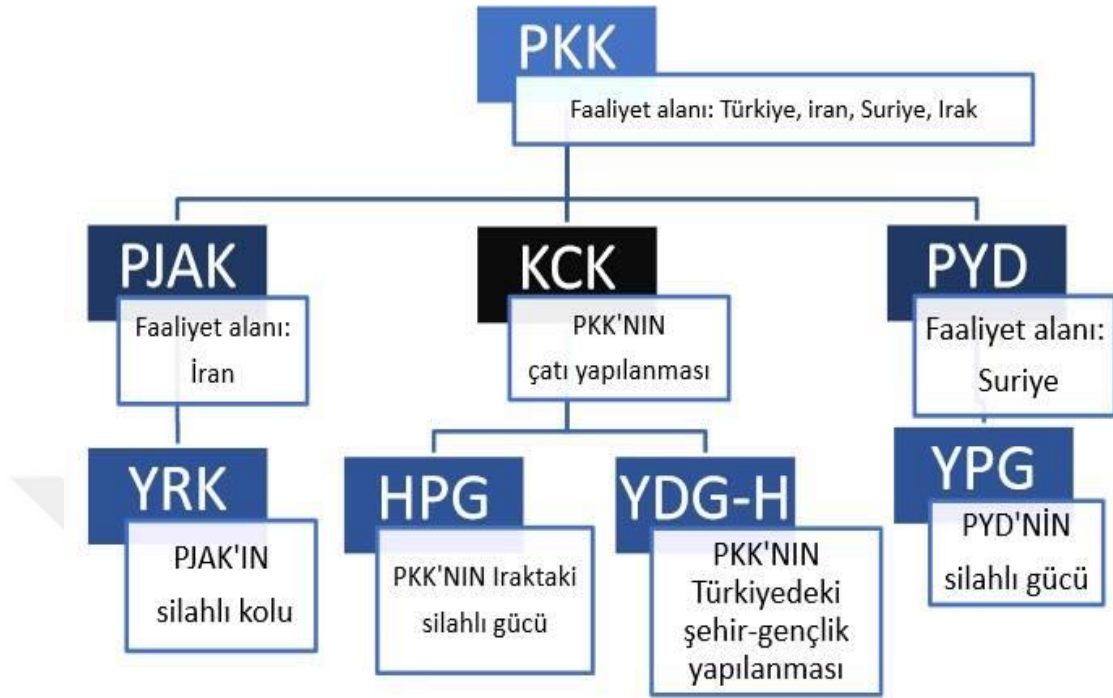 PKK
Faaliyet alanı: Türkiye, iran, Suriye, Irak
PJAK
Faaliyet alanı:
İran
KCK
PKK'NIN
çatı yapılanması
PYD
Faaliyet alanı:
Suriye
YRK
PJAK'IN
silahlı kolu
HPG
PKK'NIN Iraktaki
silahlı gücü
YDG-H
PKK'NIN
Türkiyedeki
şehir-gençlik
yapılanması
YPG
PYD'NİN
silahlı gücü